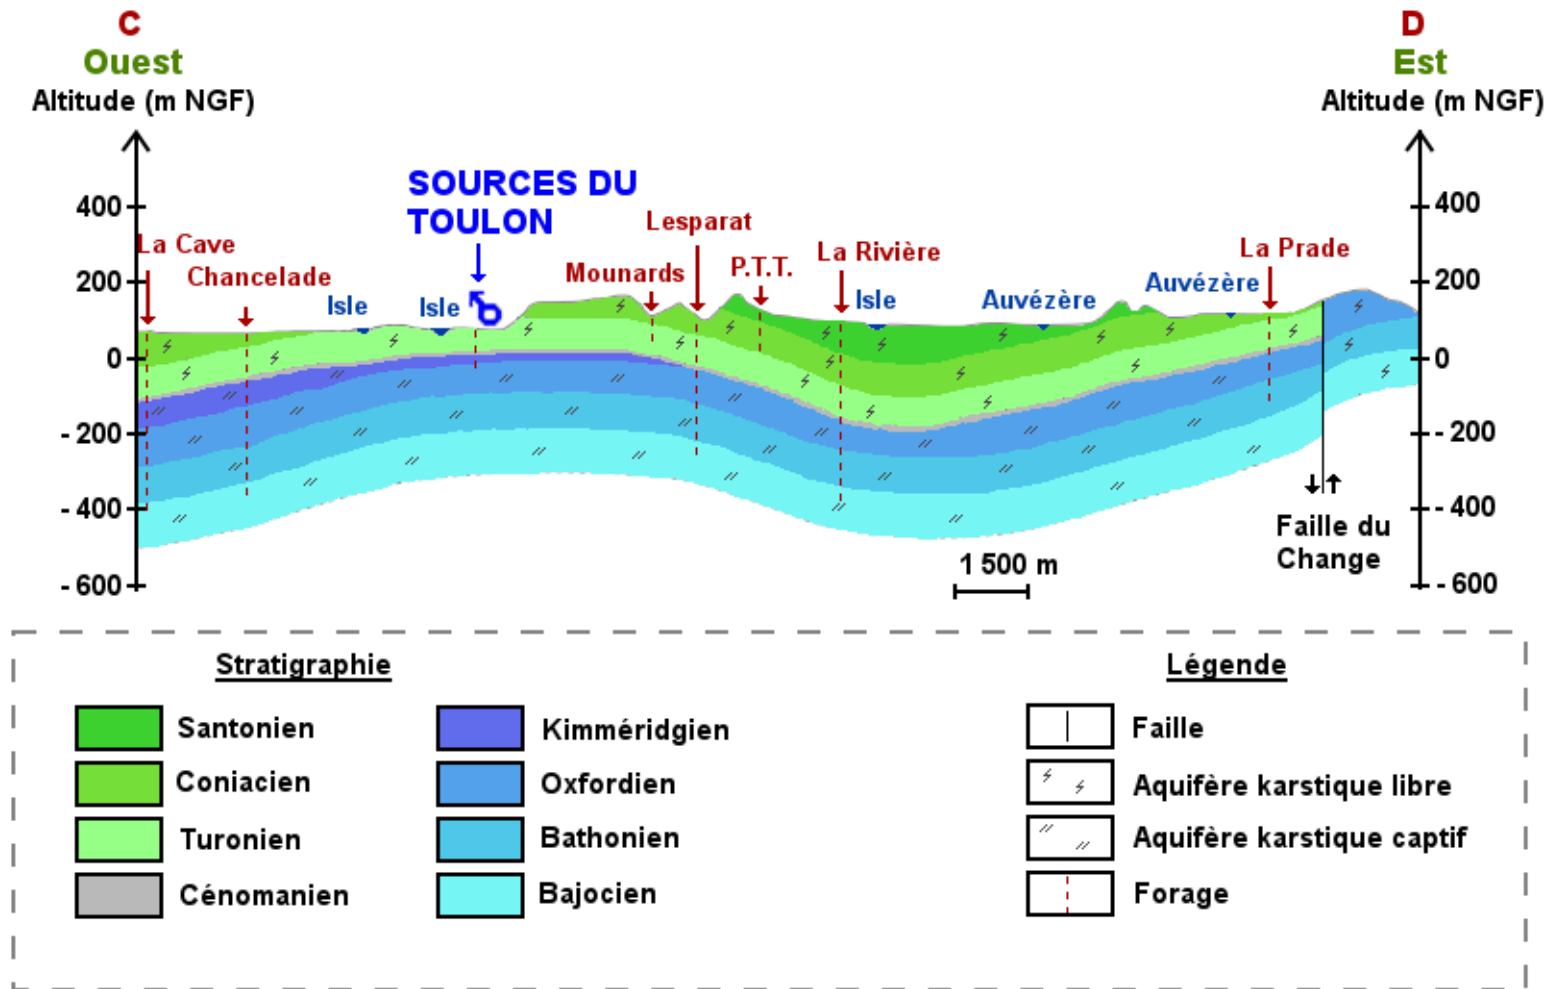 C
Ouest
Altitude (m NGF)
D
Est
Altitude (m NGF)
400
200
0
- 200
- 400
- 600
400
200
0
- 200
- 400
- 600
La Cave
Chancelade
Isle
Isle
SOURCES DU
TOULON
Mounards
Lesparat
P.T.T.
La Rivière
Isle
Auvézère
Auvézère
La Prade
Faille du
Change
1 500 m
Stratigraphie
Santonien
Coniacien
Turonien
Cénomanien
Kimméridgien
Oxfordien
Bathonien
Bajocien
Légende
Faille
Aquifère karstique libre
Aquifère karstique captif
Forage